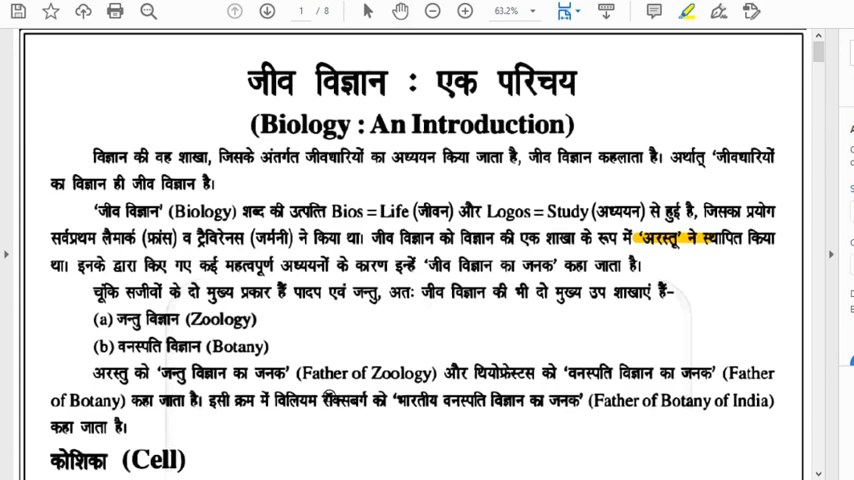 1 / 8
63.2%
जीव विज्ञान : एक परिचय
(Biology : An Introduction)
विज्ञान की वह शाखा, जिसके अंतर्गत जीवधारियों का अध्ययन किया जाता है, जीव विज्ञान कहलाता है। अर्थात् 'जीवधारियों
का विज्ञान ही जीव विज्ञान है।
'जीव विज्ञान' (Biology) शब्द की उत्पत्ति Bios = Life (जीवन) और Logos = Study (अध्ययन) से हुई है, जिसका प्रयोग
सर्वप्रथम लैमार्क (फ्रांस) व ट्रैविरेनस (जर्मनी) ने किया था। जीव विज्ञान को विज्ञान की एक शाखा के रूप में 'अरस्तू' ने स्थापित किया
था। इनके द्वारा किए गए कई महत्वपूर्ण अध्ययनों के कारण इन्हें 'जीव विज्ञान का जनक' कहा जाता है।
चूंकि सजीवों के दो मुख्य प्रकार हैं पादप एवं जन्तु, अतः जीव विज्ञान की भी दो मुख्य उप शाखाएं हैं-
(a) जन्तु विज्ञान (Zoology)
(b) वनस्पति विज्ञान (Botany)
अरस्तु को 'जन्तु विज्ञान का जनक' (Father of Zoology) और थियोफ्रेस्टस को 'वनस्पति विज्ञान का जनक' (Father
of Botany) कहा जाता है। इसी क्रम में विलियम रॉक्सबर्ग को 'भारतीय वनस्पति विज्ञान का जनक' (Father of Botany of India)
कहा जाता है।
कोशिका (Cell)